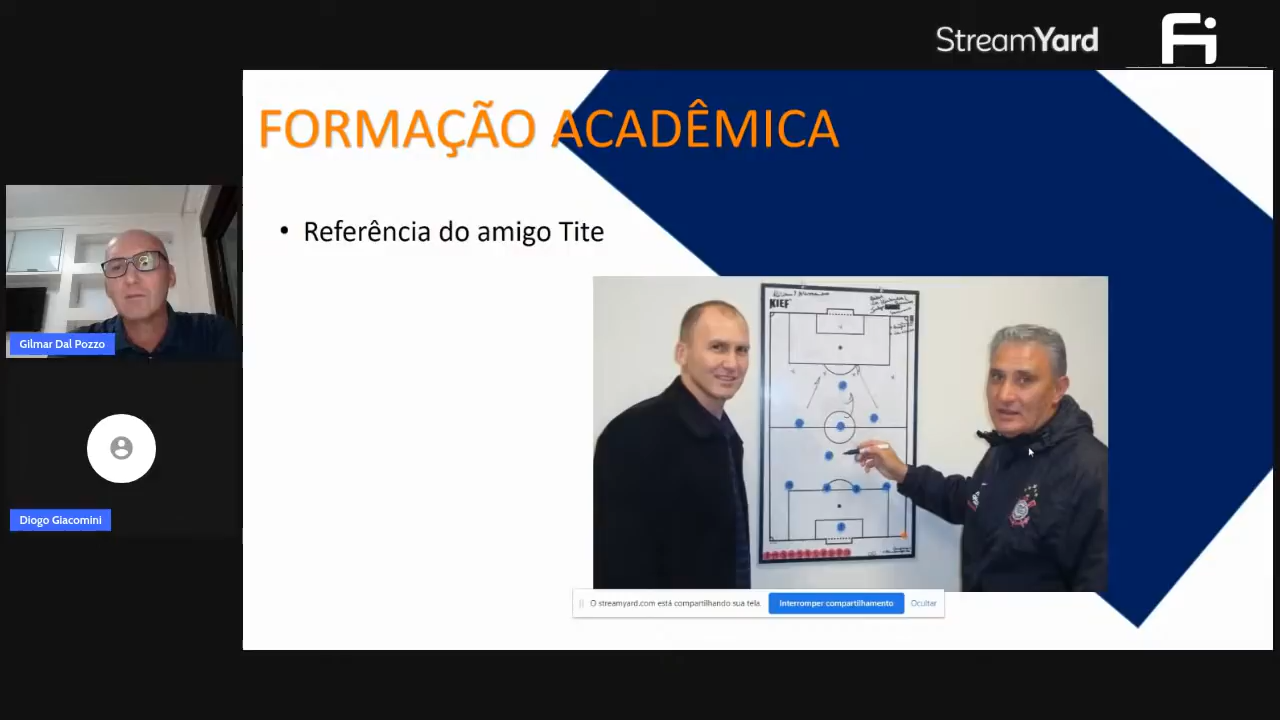 StreamYard
FORMAÇÃO ACADÊMICA
• Referência do amigo Tite
Gilmar Dal Pozzo
Diogo Giacomini
KIEF
O streamyard.com está compartilhando sua tela.
Interromper compartilhamento
Ocultar